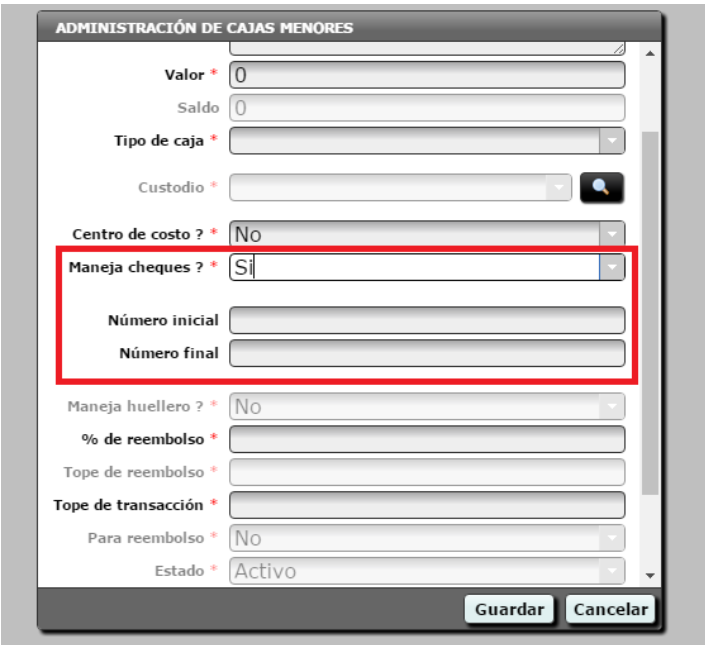 ADMINISTRACIÓN DE CAJAS MENORES
Valor * 0
Saldo 0
Tipo de caja *
Custodio *
Centro de costo ? * No
Maneja cheques ? * Si
Número inicial
Número final
Maneja huellero ? * No
% de reembolso *
Tope de reembolso *
Tope de transacción *
Para reembolso * No
Estado * Activo
Guardar Cancelar